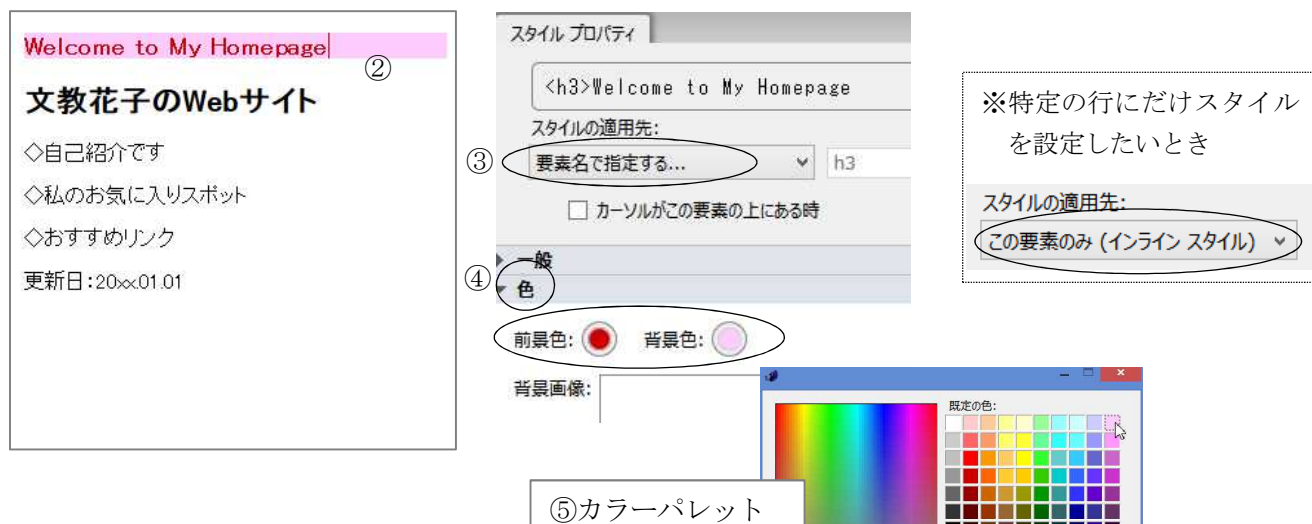 Welcome to My Homepage
②
文教花子のWebサイト
◇自己紹介です
◇私のお気に入りスポット
◇おすすめリンク
更新日:20xx.01.01
スタイル プロパティ
<h3>Welcome to My Homepage
スタイルの適用先:
③
要素名で指定する...
h3
カーソルがこの要素の上にある時
一般
④
色
前景色:
背景色:
背景画像:
既定の色:
⑤カラーパレット
※特定の行にだけスタイル
を設定したいとき
スタイルの適用先:
この要素のみ (インライン スタイル)